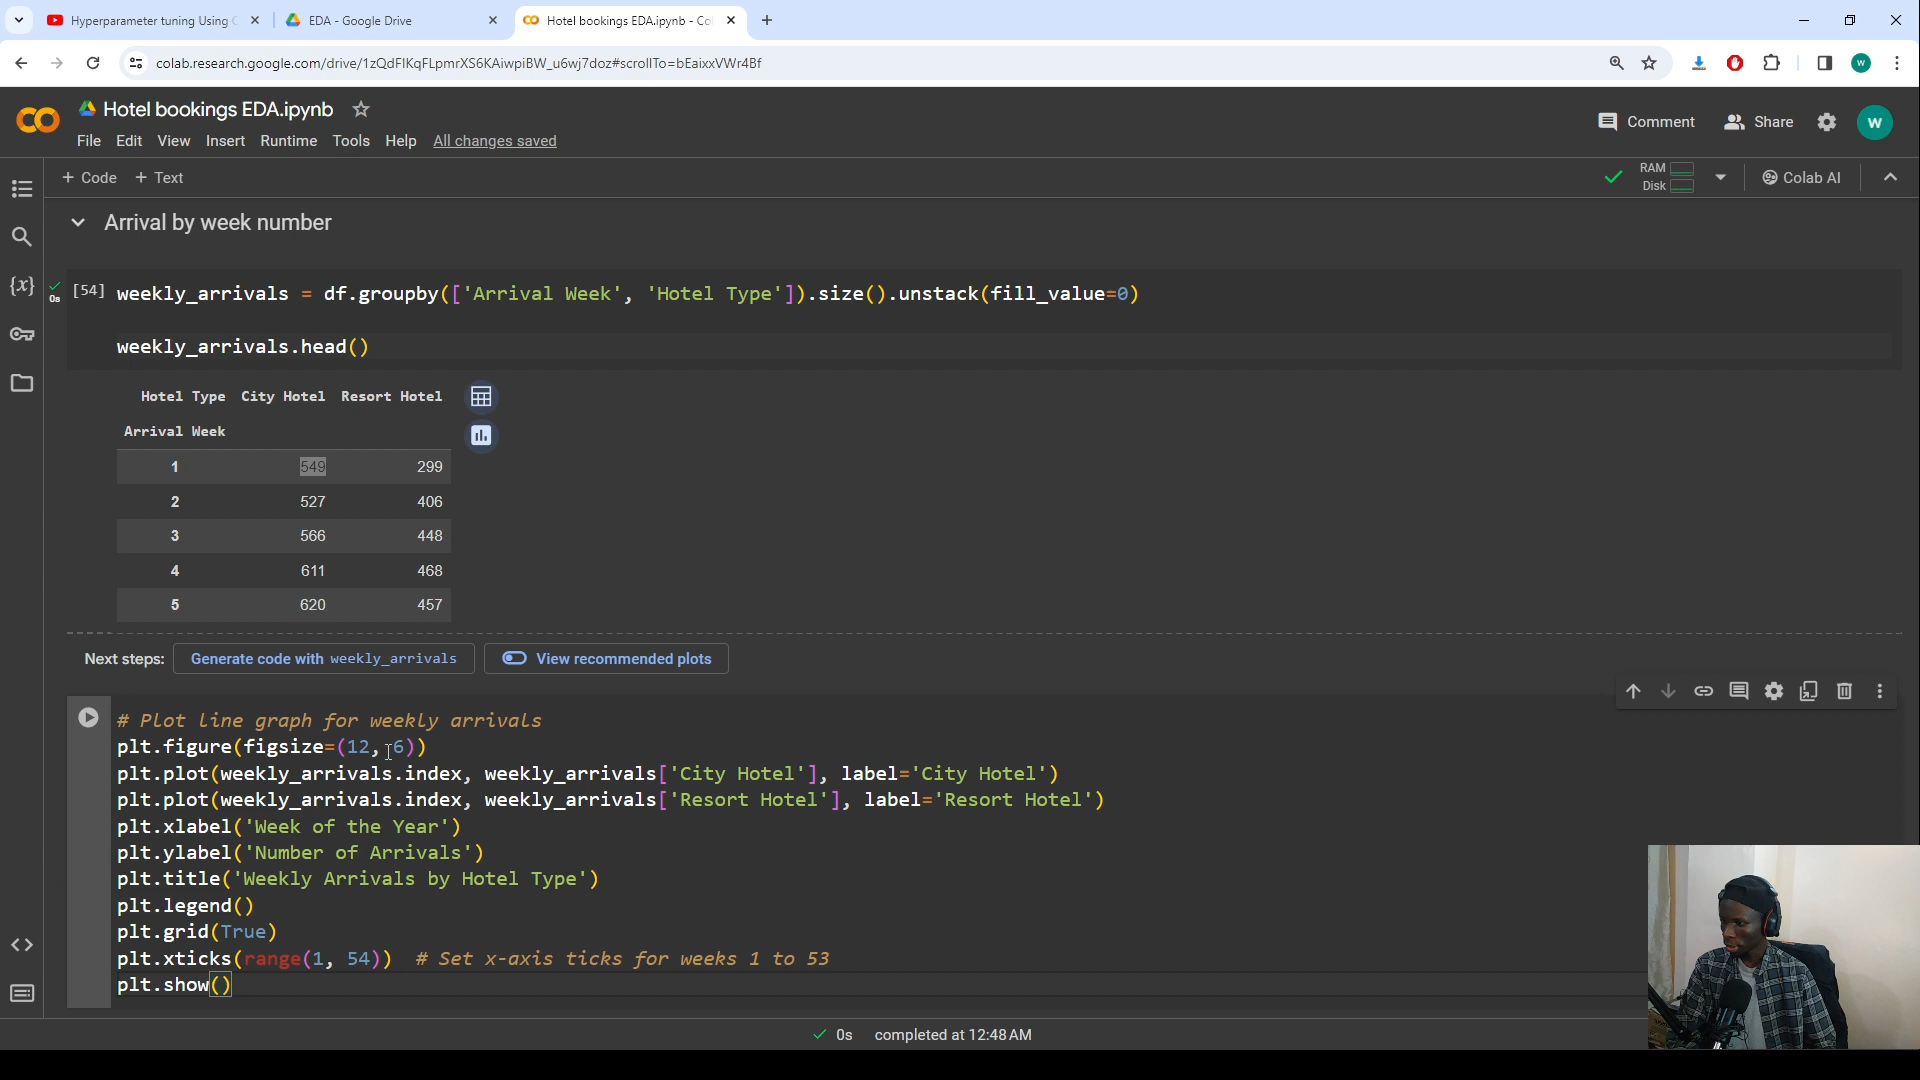 Hyperparameter tuning Using
EDA - Google Drive
Hotel bookings EDA.ipynb - Co
colab.research.google.com/drive/1zQdFIKqFLpmrXS6KAiwpiBW_u6wj7doz#scrollTo=bEaixxVWr4Bf
W
Hotel bookings EDA.ipynb
Comment
Share
W
File Edit View Insert Runtime Tools Help All changes saved
+ Code + Text
RAM
Disk
Colab AI
Arrival by week number
{x}
0s
[54] weekly_arrivals = df.groupby(['Arrival Week', 'Hotel Type']).size().unstack(fill_value=0)
weekly_arrivals.head()
Hotel Type City Hotel Resort Hotel
Arrival Week
1 549 299
2 527 406
3 566 448
4 611 468
5 620 457
Next steps: Generate code with weekly_arrivals View recommended plots
# Plot line graph for weekly arrivals
plt.figure(figsize=(12, 6))
plt.plot(weekly_arrivals.index, weekly_arrivals['City Hotel'], label='City Hotel')
plt.plot(weekly_arrivals.index, weekly_arrivals['Resort Hotel'], label='Resort Hotel')
plt.xlabel('Week of the Year')
plt.ylabel('Number of Arrivals')
plt.title('Weekly Arrivals by Hotel Type')
plt.legend()
plt.grid(True)
plt.xticks(range(1, 54)) # Set x-axis ticks for weeks 1 to 53
plt.show()
0s completed at 12:48 AM